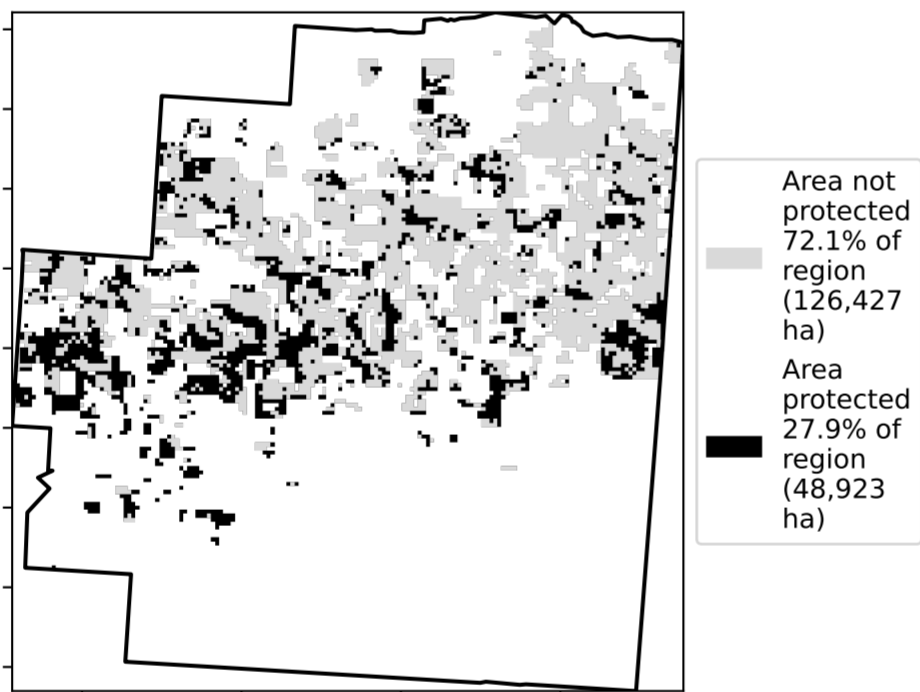 Area not
protected
72.1% of
region
(126,427
ha)
Area
protected
27.9% of
region
(48,923
ha)